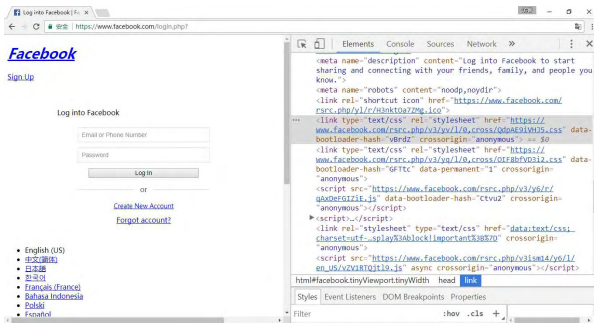 Log into Facebook | Fa
安全 | https://www.facebook.com/login.php?
Facebook
Sign Up
Log into Facebook
Email or Phone Number
Password
Log In
or
Create New Account
Forgot account?
English (US)
中文(简体)
日本語
한국어
Français (France)
Bahasa Indonesia
Polski
Español
Elements Console Sources Network »
<meta name="description" content="Log into Facebook to start
sharing and connecting with your friends, family, and people you
know.">
<meta name="robots" content="noodp,noydir">
<link rel="shortcut icon" href="https://www.facebook.com/
rsrc.php/yl/r/H3nktOa7ZMg.ico">
<link type="text/css" rel="stylesheet" href="https://
www.facebook.com/rsrc.php/v3/yv/l/0,cross/QdpAE9iVHJ5.css" data-
bootloader-hash="vBrdZ" crossorigin="anonymous"> == $0
<link type="text/css" rel="stylesheet" href="https://
www.facebook.com/rsrc.php/v3/yq/l/0,cross/OIF8bfVD3i2.css" data-
bootloader-hash="GFTtc" data-permanent="1" crossorigin=
"anonymous">
<script src="https://www.facebook.com/rsrc.php/v3/y6/r/
qAxDeFGIZiE.js" data-bootloader-hash="Ctvu2" crossorigin=
"anonymous"></script>
<script>…</script>
<link rel="stylesheet" type="text/css" href="data:text/css;
charset=utf-…splay%3Ablock!important%3B%7D" crossorigin=
"anonymous">
<script src="https://www.facebook.com/rsrc.php/v3ism14/y6/l/
en_US/vZV1RTQjtl9.js" async crossorigin="anonymous"></script>
html#facebook.tinyViewport.tinyWidth head link
Styles Event Listeners DOM Breakpoints Properties
Filter :hov .cls +